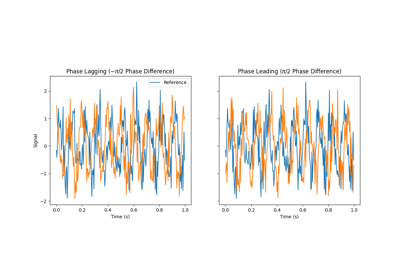 Phase Lagging (−π/2 Phase Difference)
Reference
Signal
2
1
0
−1
−2
0.0 0.2 0.4 0.6 0.8 1.0
Time (s)
Phase Leading (π/2 Phase Difference)
0.0 0.2 0.4 0.6 0.8 1.0
Time (s)